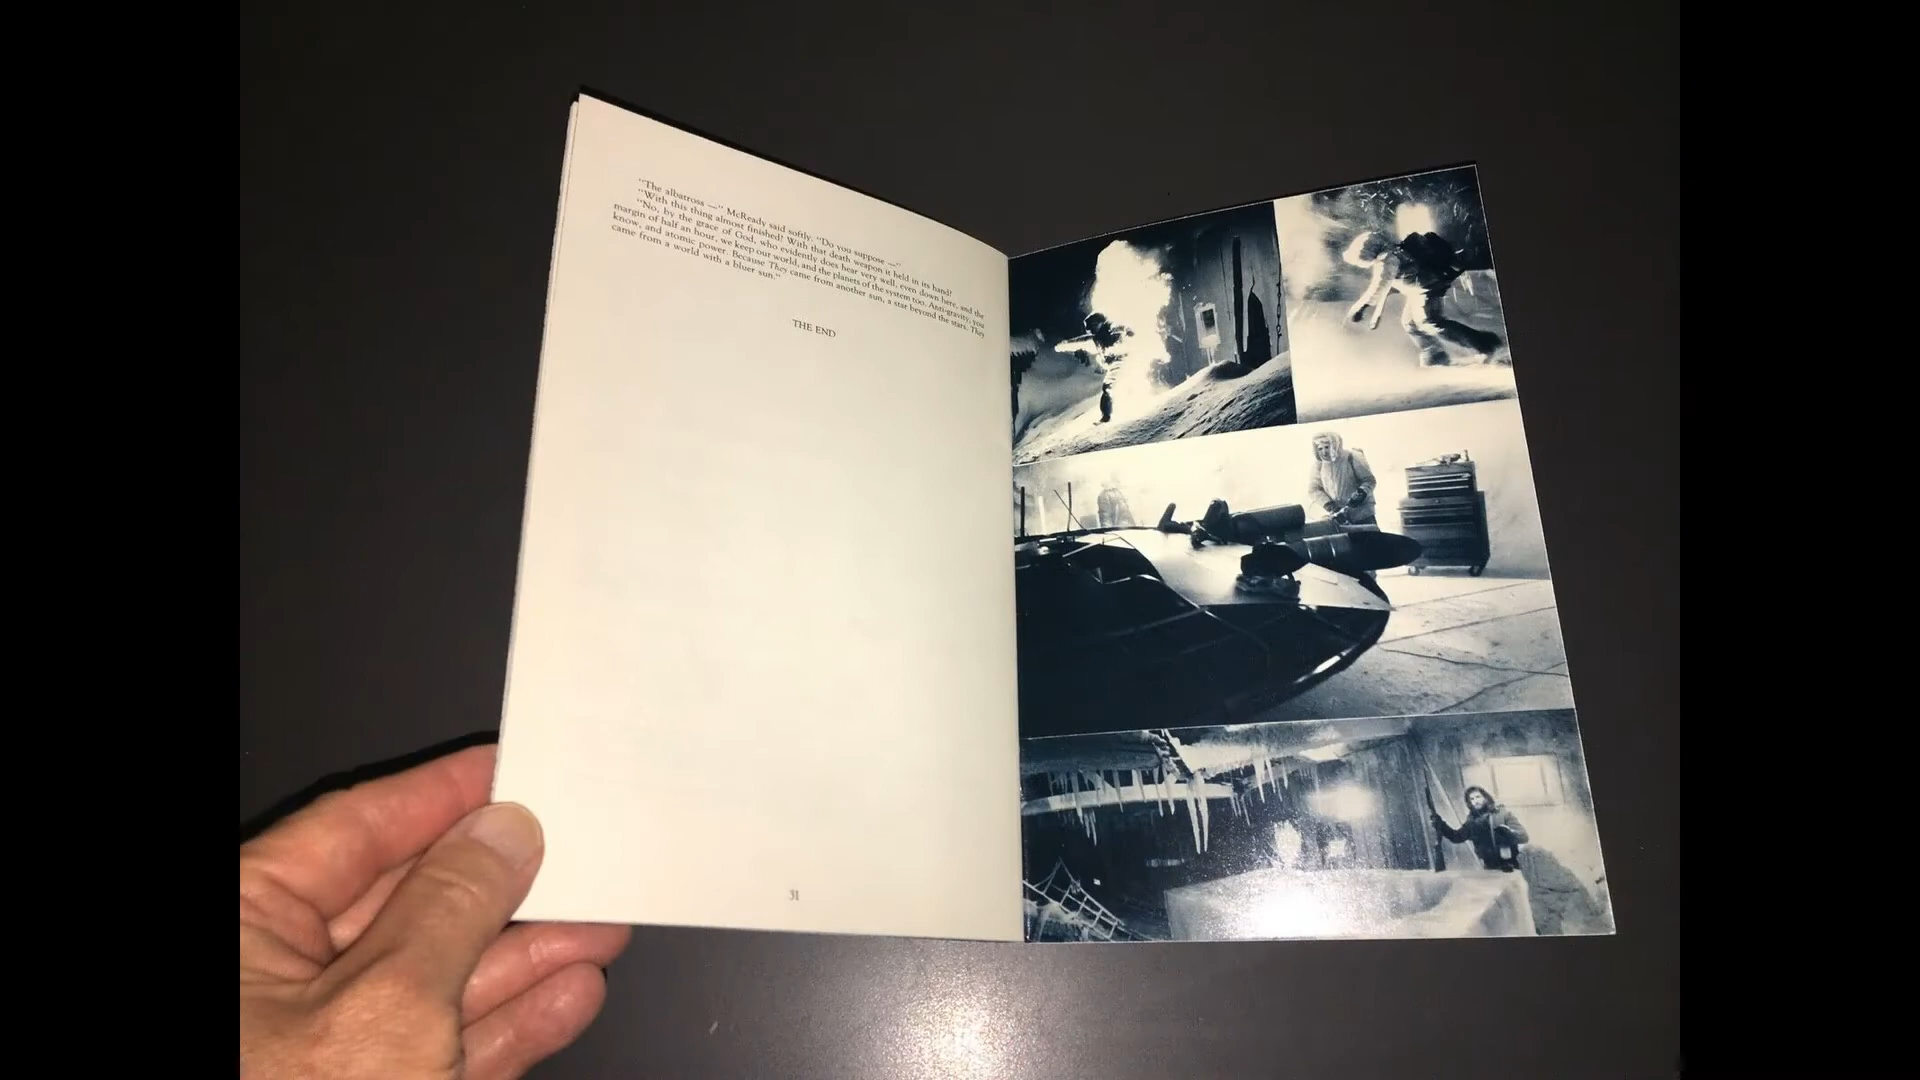 "The albatross —" McReady said softly. "Do you suppose —"
"With this thing almost finished? With that death weapon it held in its hand?
"No, by the grace of God, who evidently does hear very well, even down here, and the
margin of half an hour, we keep our world, and the planets of the system too. Anti-gravity, you
know, and atomic power. Because They came from another sun, a star beyond the stars. They
came from a world with a bluer sun."
THE END
31